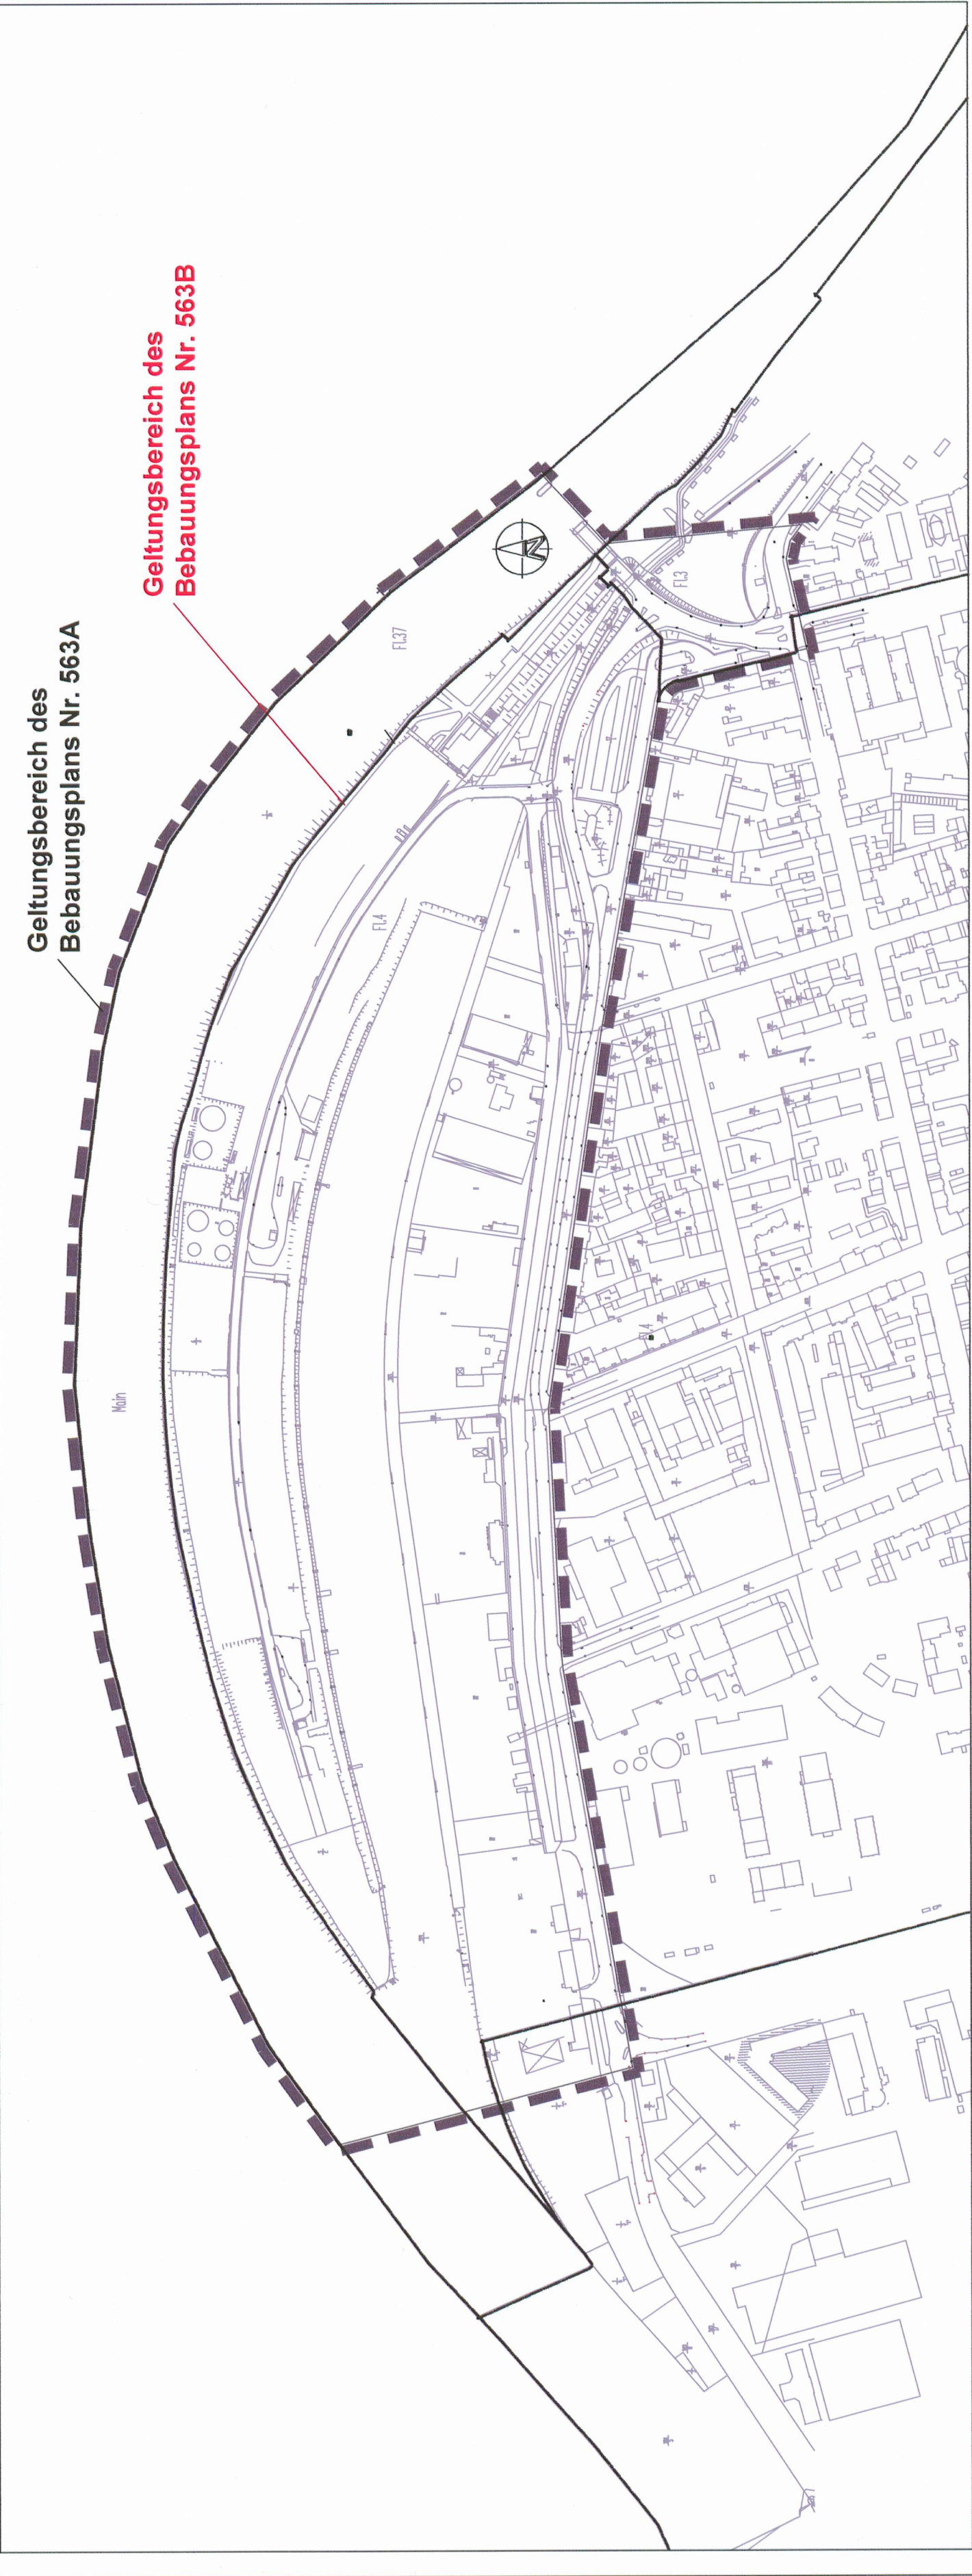 Geltungsbereich des
Bebauungsplans Nr. 563A
Geltungsbereich des
Bebauungsplans Nr. 563B
Main
Fl.37
Fl.4
Fl.3
N